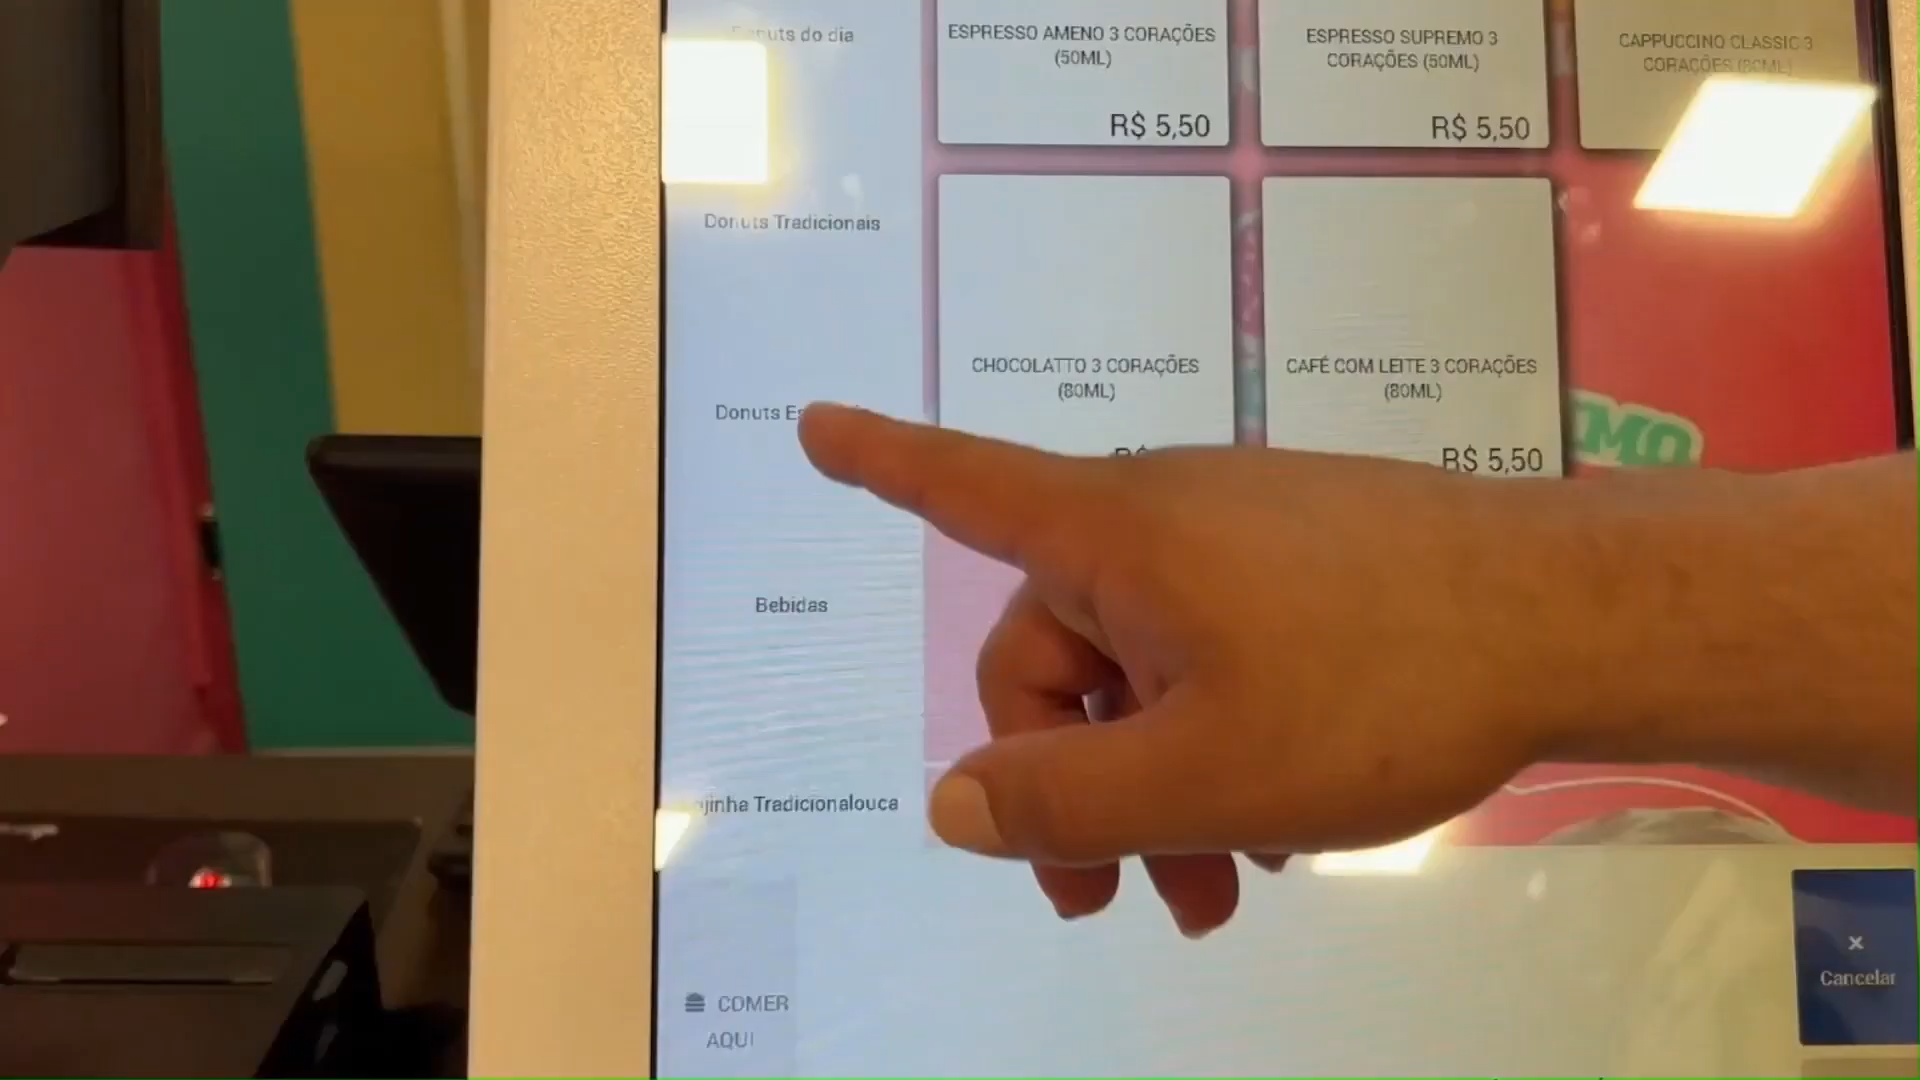 Donuts do dia
ESPRESSO AMENO 3 CORAÇÕES
(50ML)
R$ 5,50
ESPRESSO SUPREMO 3
CORAÇÕES (50ML)
R$ 5,50
CAPPUCCINO CLASSIC 3
CORAÇÕES (80ML)
Donuts Tradicionais
CHOCOLATTO 3 CORAÇÕES
(80ML)
CAFÉ COM LEITE 3 CORAÇÕES
(80ML)
R$ 5,50
Donuts
Bebidas
Tradicionalouca
COMER
AQUI
×
Cancelar